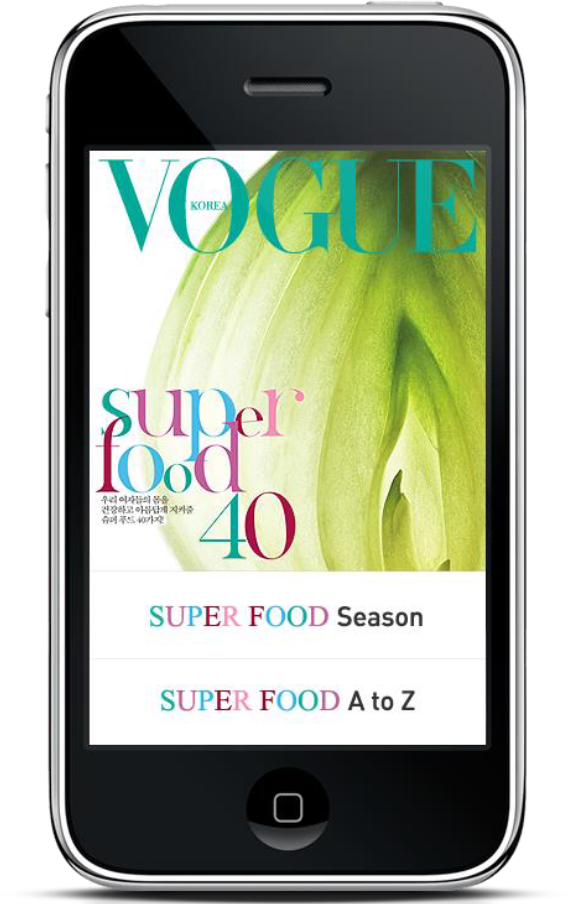 VOGUE
KOREA
super
food
40
우리 여자들의 몸을
건강하고 아름답게 지켜줄
슈퍼 푸드 40가지!
SUPER FOOD Season
SUPER FOOD A to Z